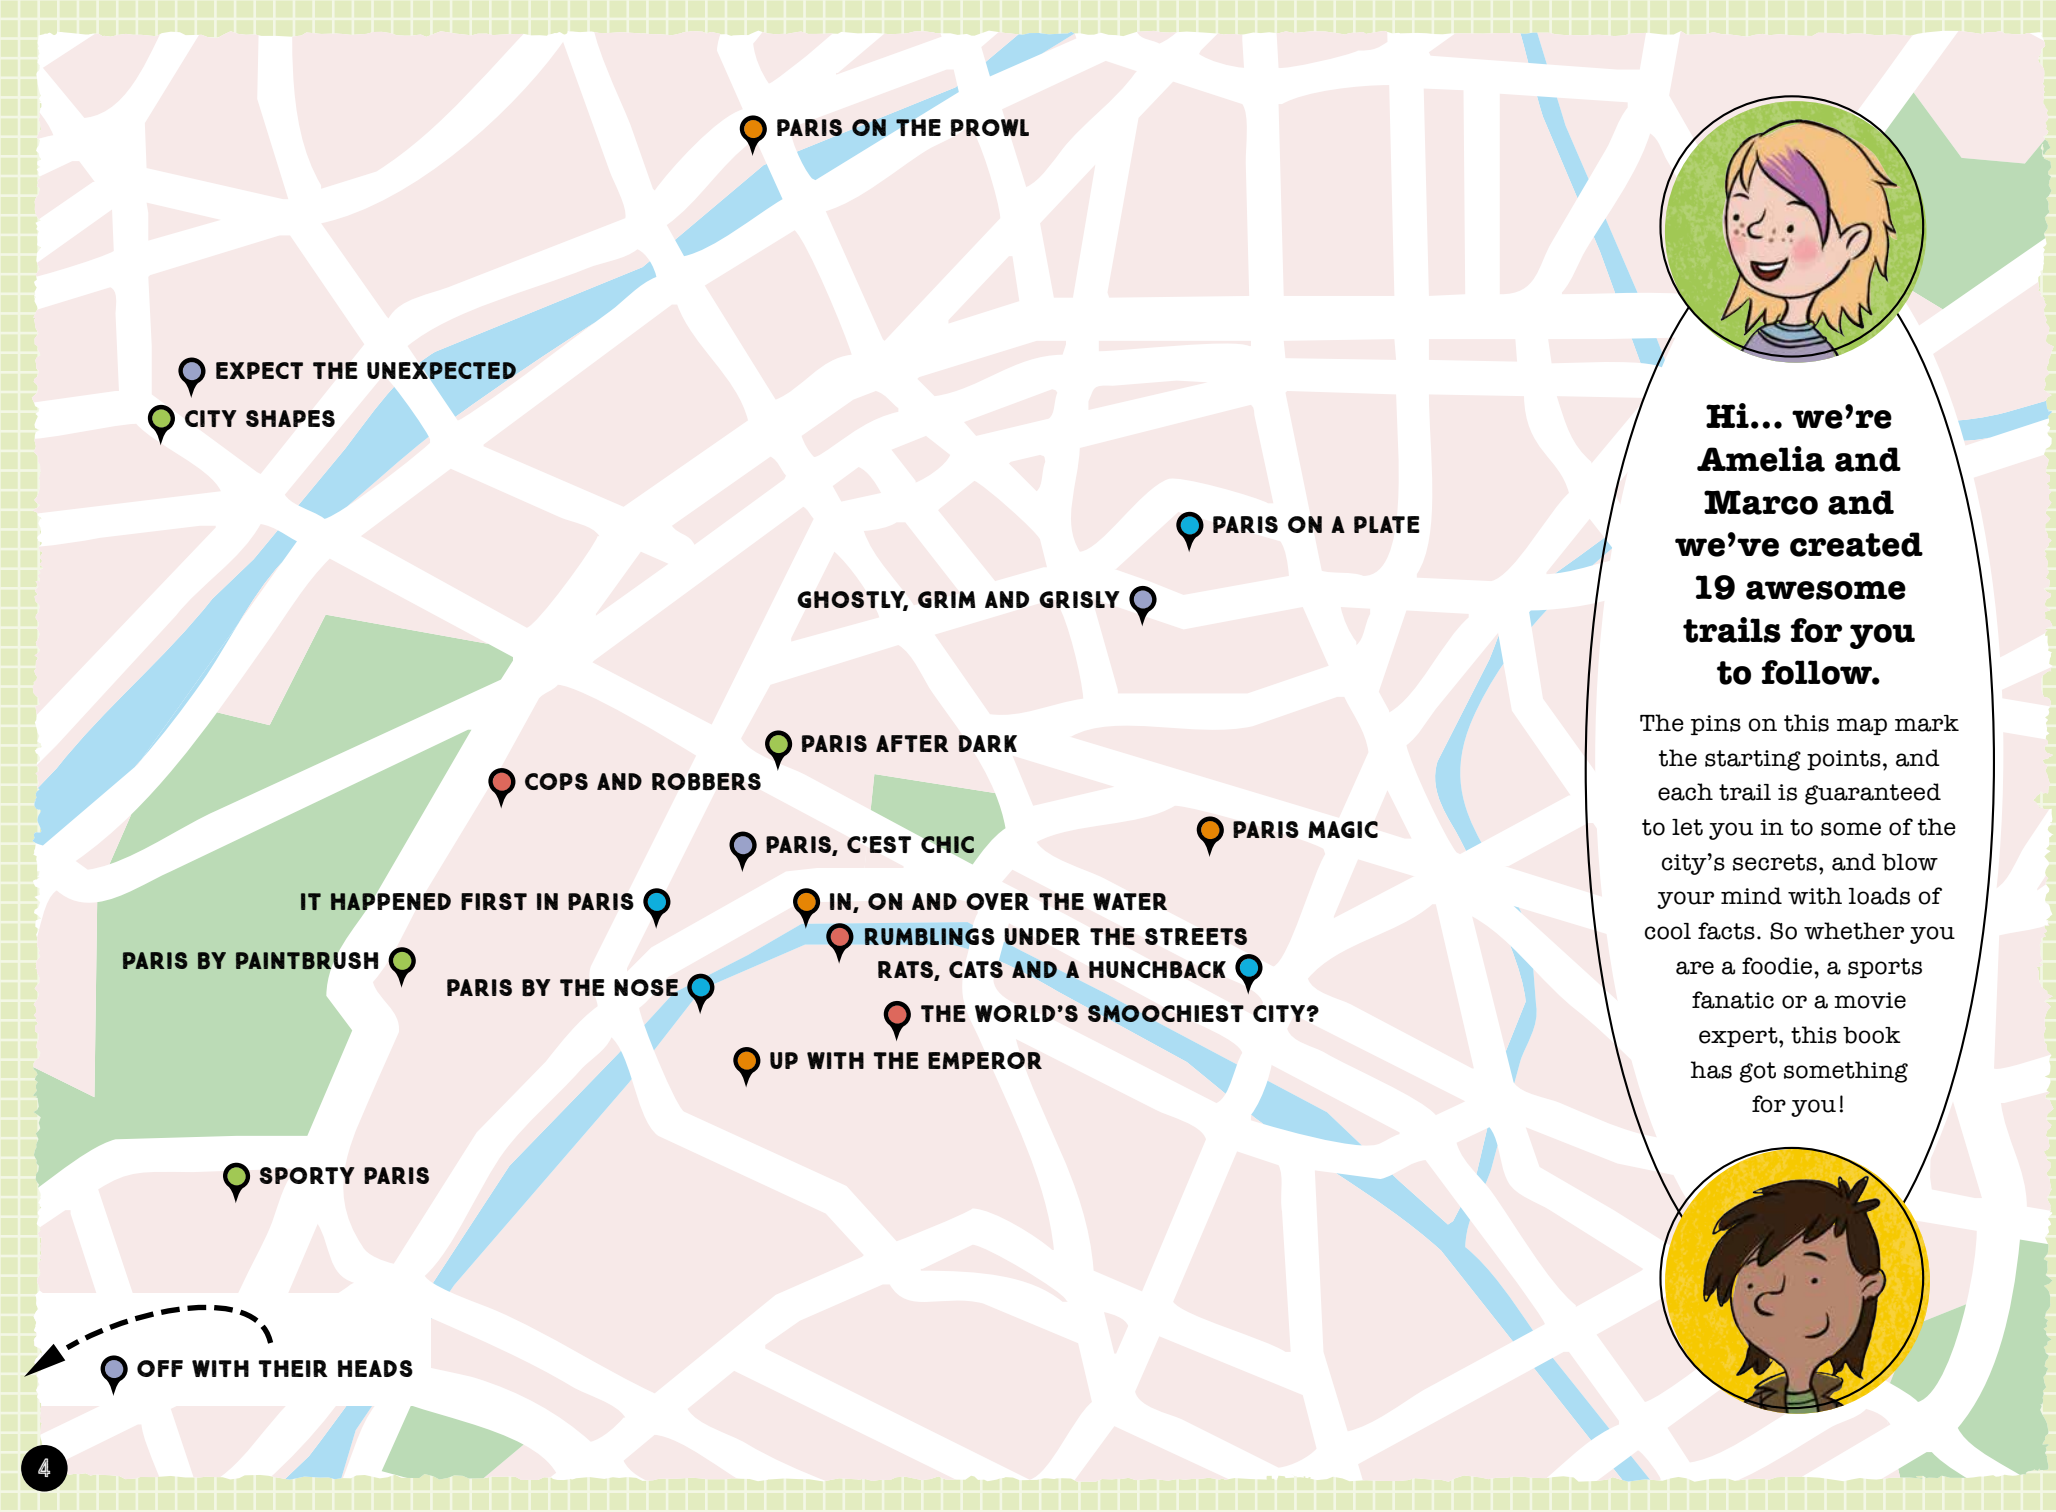 PARIS ON THE PROWL
EXPECT THE UNEXPECTED
CITY SHAPES
PARIS ON A PLATE
GHOSTLY, GRIM AND GRISLY
PARIS AFTER DARK
COPS AND ROBBERS
PARIS MAGIC
PARIS, C'EST CHIC
IT HAPPENED FIRST IN PARIS
IN, ON AND OVER THE WATER
RUMBLINGS UNDER THE STREETS
PARIS BY PAINTBRUSH
RATS, CATS AND A HUNCHBACK
PARIS BY THE NOSE
THE WORLD'S SMOOCHIEST CITY?
UP WITH THE EMPEROR
SPORTY PARIS
OFF WITH THEIR HEADS
Hi... we're
Amelia and
Marco and
we've created
19 awesome
trails for you
to follow.
The pins on this map mark
the starting points, and
each trail is guaranteed
to let you in to some of the
city's secrets, and blow
your mind with loads of
cool facts. So whether you
are a foodie, a sports
fanatic or a movie
expert, this book
has got something
for you!
4